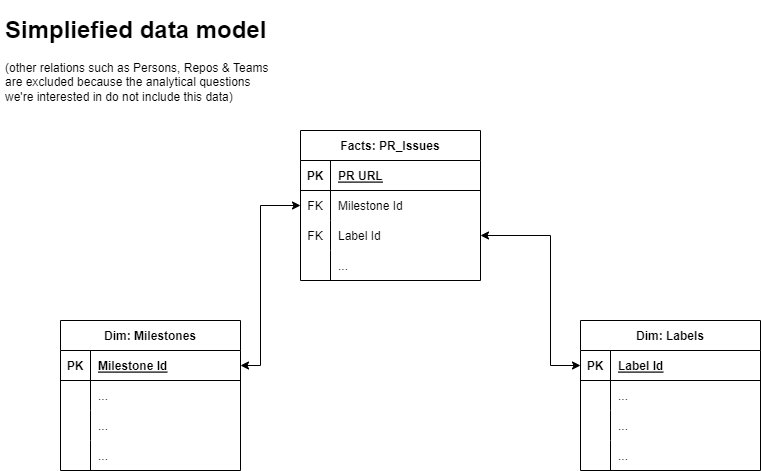 Simpliefied data model
(other relations such as Persons, Repos & Teams
are excluded because the analytical questions
we're interested in do not include this data)
Facts: PR_Issues
PK PR URL
FK Milestone Id
FK Label Id
...
Dim: Milestones
PK Milestone Id
...
...
...
Dim: Labels
PK Label Id
...
...
...